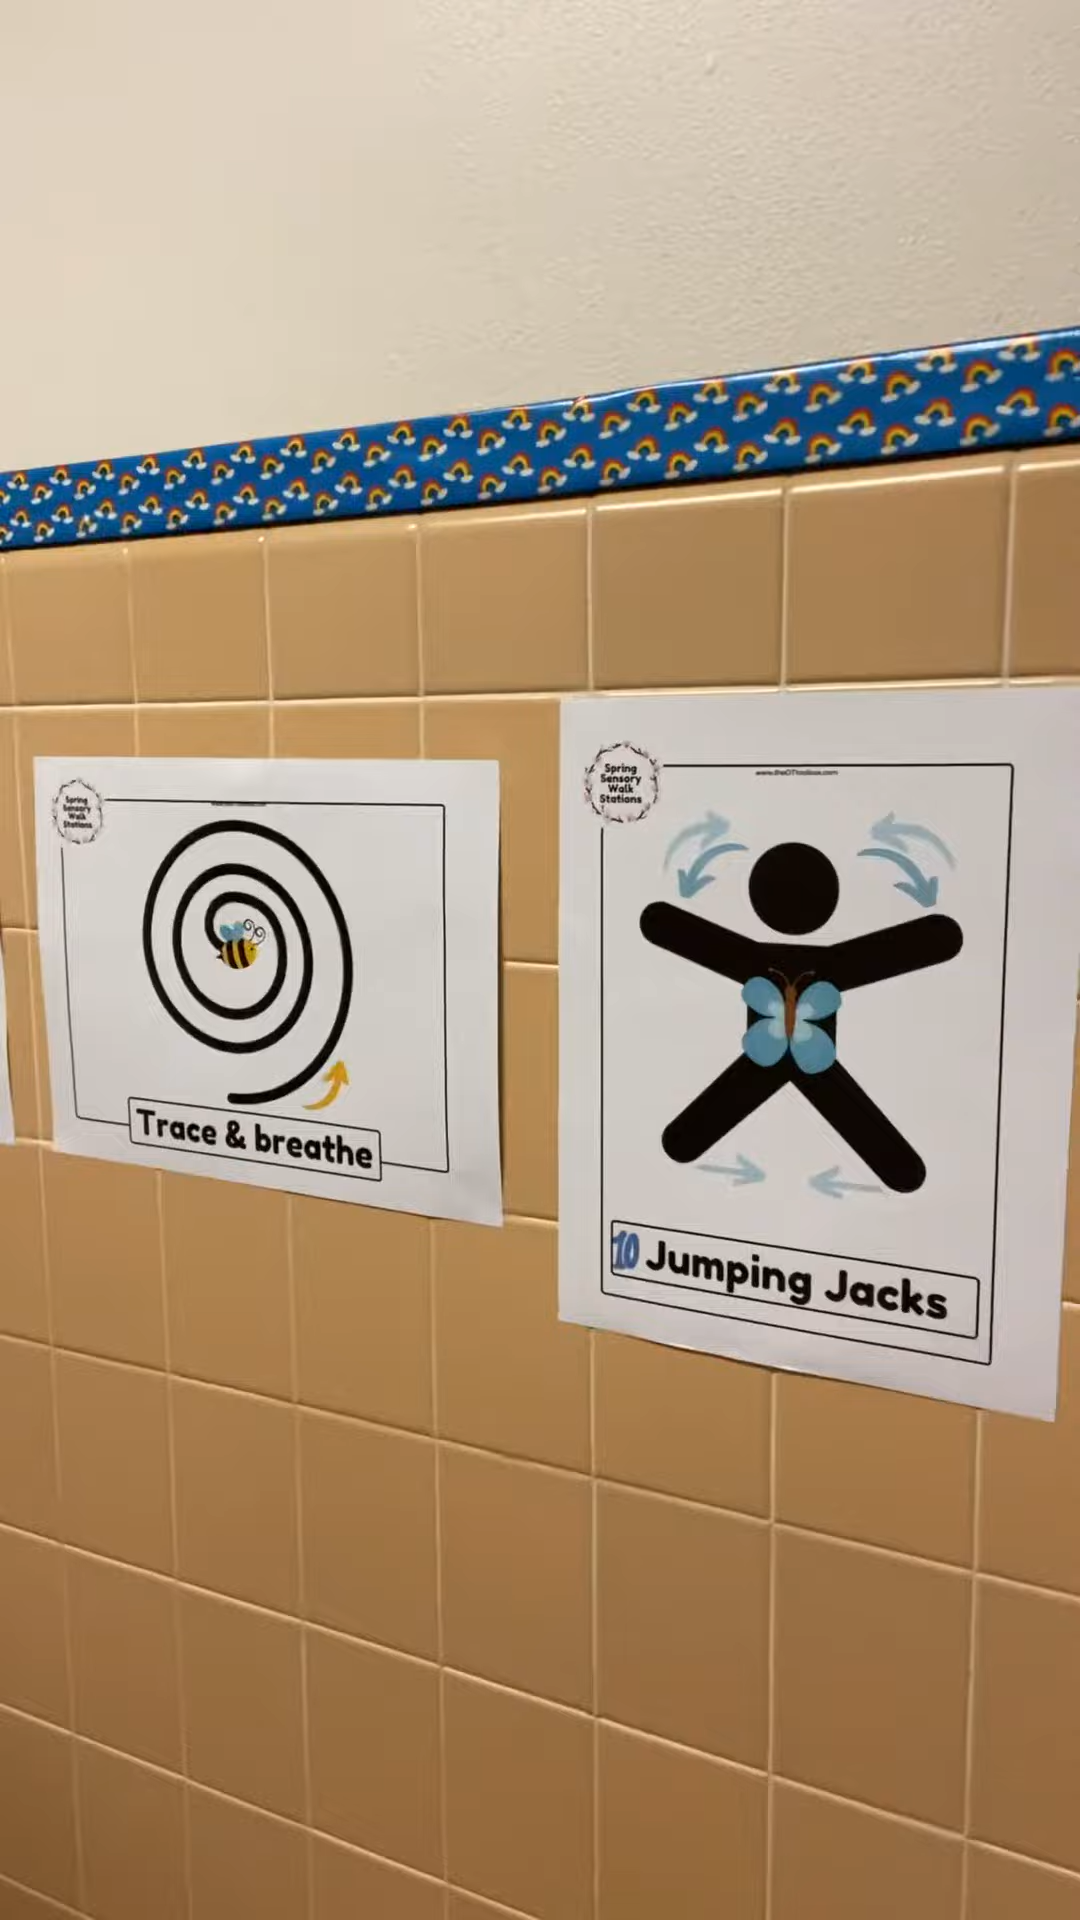 Spring
Sensory
Walk
Stations
Trace & breathe
Spring
Sensory
Walk
Stations
www.theOTtoolbox.com
10 Jumping Jacks